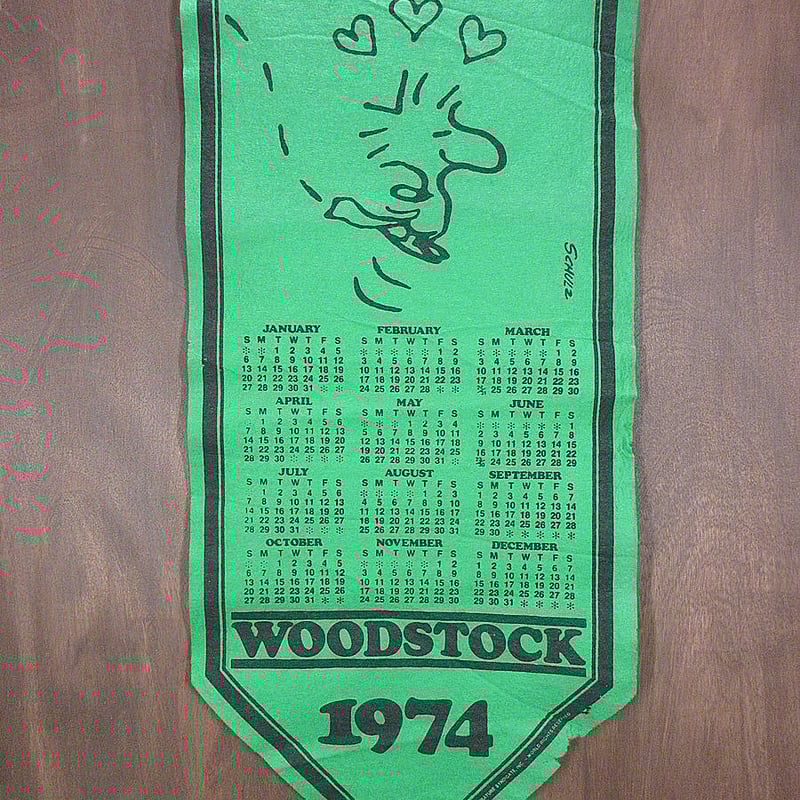 SCHULZ
JANUARY
S M T W T F S
* * 1 2 3 4 5
6 7 8 9 10 11 12
13 14 15 16 17 18 19
20 21 22 23 24 25 26
27 28 29 30 31 * *
FEBRUARY
S M T W T F S
* * * * * 1 2
3 4 5 6 7 8 9
10 11 12 13 14 15 16
17 18 19 20 21 22 23
24 25 26 27 28 * *
MARCH
S M T W T F S
* * * * * 1 2
3 4 5 6 7 8 9
10 11 12 13 14 15 16
17 18 19 20 21 22 23
24/31 25 26 27 28 29 30
APRIL
S M T W T F S
* 1 2 3 4 5 6
7 8 9 10 11 12 13
14 15 16 17 18 19 20
21 22 23 24 25 26 27
28 29 30 * * * *
MAY
S M T W T F S
* * * 1 2 3 4
5 6 7 8 9 10 11
12 13 14 15 16 17 18
19 20 21 22 23 24 25
26 27 28 29 30 31 *
JUNE
S M T W T F S
* * * * * * 1
2 3 4 5 6 7 8
9 10 11 12 13 14 15
16 17 18 19 20 21 22
23/30 24 25 26 27 28 29
JULY
S M T W T F S
* 1 2 3 4 5 6
7 8 9 10 11 12 13
14 15 16 17 18 19 20
21 22 23 24 25 26 27
28 29 30 31 * * *
AUGUST
S M T W T F S
* * * * 1 2 3
4 5 6 7 8 9 10
11 12 13 14 15 16 17
18 19 20 21 22 23 24
25 26 27 28 29 30 31
SEPTEMBER
S M T W T F S
1 2 3 4 5 6 7
8 9 10 11 12 13 14
15 16 17 18 19 20 21
22 23 24 25 26 27 28
29 30 * * * * *
OCTOBER
S M T W T F S
* * 1 2 3 4 5
6 7 8 9 10 11 12
13 14 15 16 17 18 19
20 21 22 23 24 25 26
27 28 29 30 31 * *
NOVEMBER
S M T W T F S
* * * * * 1 2
3 4 5 6 7 8 9
10 11 12 13 14 15 16
17 18 19 20 21 22 23
24 25 26 27 28 29 30
DECEMBER
S M T W T F S
1 2 3 4 5 6 7
8 9 10 11 12 13 14
15 16 17 18 19 20 21
22 23 24 25 26 27 28
29 30 31 * * * *
WOODSTOCK
1974
SYNDICATE, INC. - WORLD RIGHTS